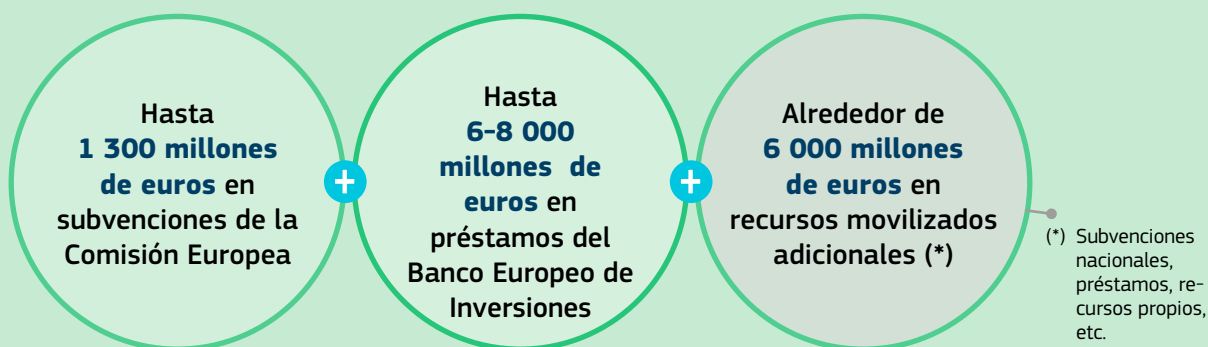 Hasta
1 300 millones
de euros en
subvenciones de la
Comisión Europea
+
Hasta
6-8 000
millones de
euros en
préstamos del
Banco Europeo de
Inversiones
+
Alrededor de
6 000 millones
de euros en
recursos movilizados
adicionales (*)
(*) Subvenciones
nacionales,
préstamos, re-
cursos propios,
etc.